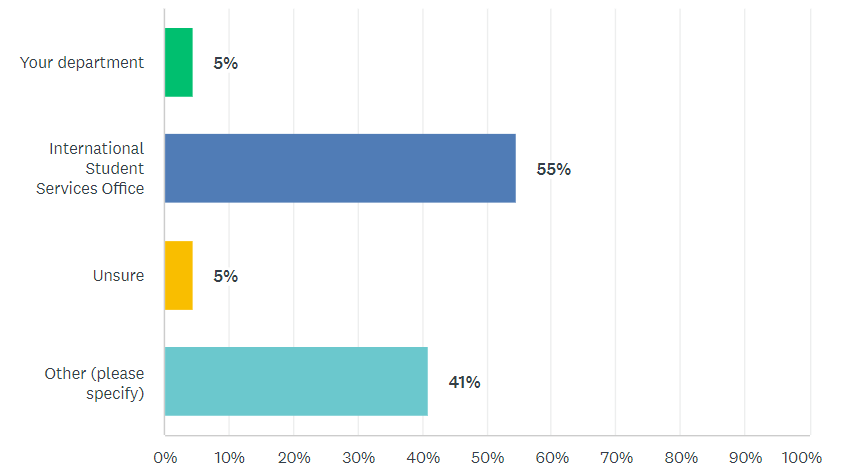 Your department
5%
International
Student
Services Office
55%
Unsure
5%
Other (please
specify)
41%
0% 10% 20% 30% 40% 50% 60% 70% 80% 90% 100%